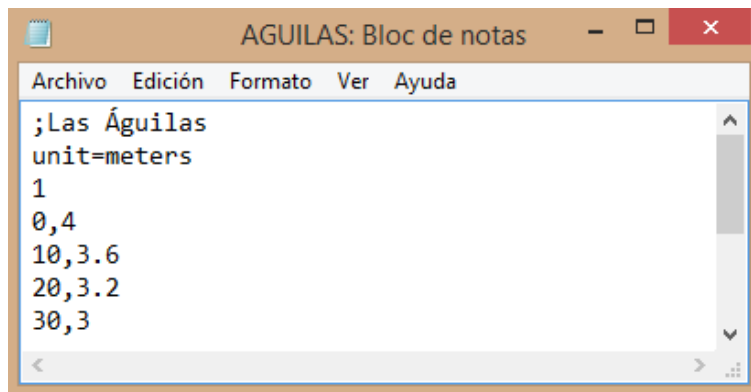 AGUILAS: Bloc de notas
Archivo Edición Formato Ver Ayuda
;Las Águilas
unit=meters
1
0,4
10,3.6
20,3.2
30,3